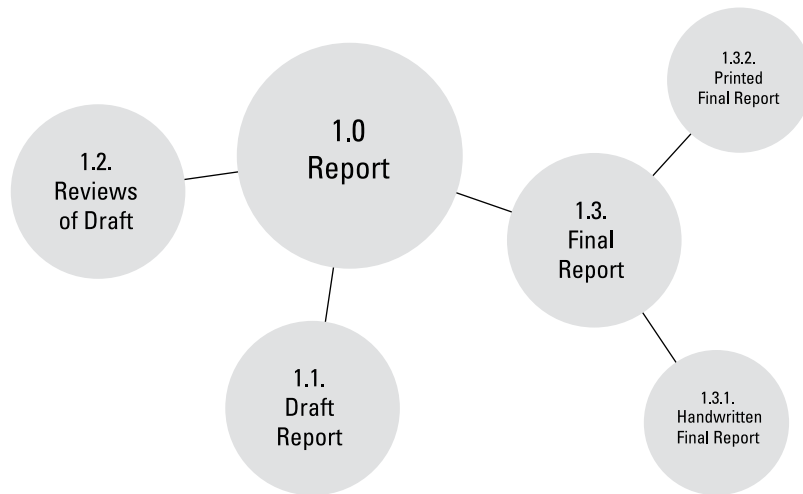 1.0
Report
1.1.
Draft
Report
1.2.
Reviews
of Draft
1.3.
Final
Report
1.3.1.
Handwritten
Final Report
1.3.2.
Printed
Final Report